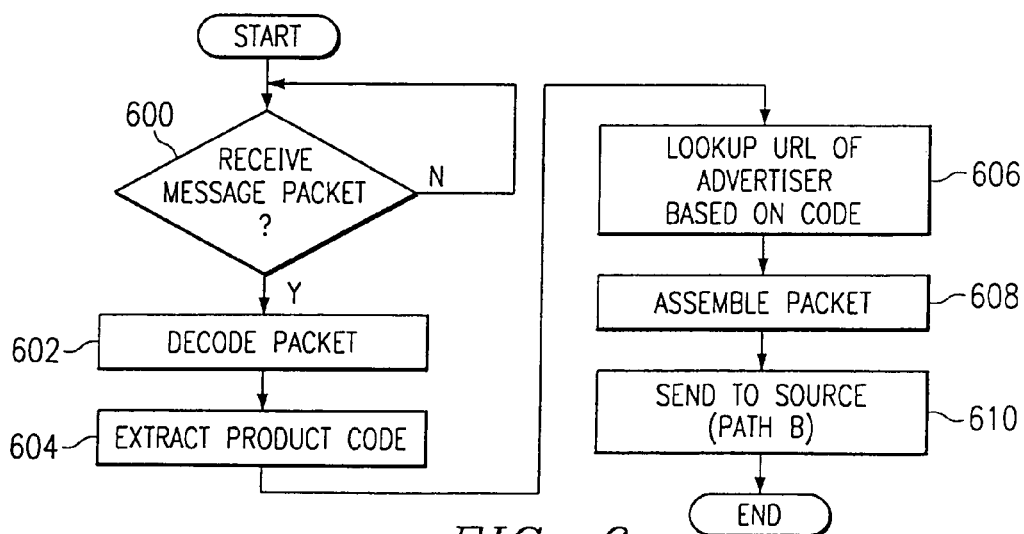 START
600
RECEIVE
MESSAGE PACKET
?
N
Y
602
DECODE PACKET
604
EXTRACT PRODUCT CODE
LOOKUP URL OF
ADVERTISER
BASED ON CODE
606
ASSEMBLE PACKET
608
SEND TO SOURCE
(PATH B)
610
END